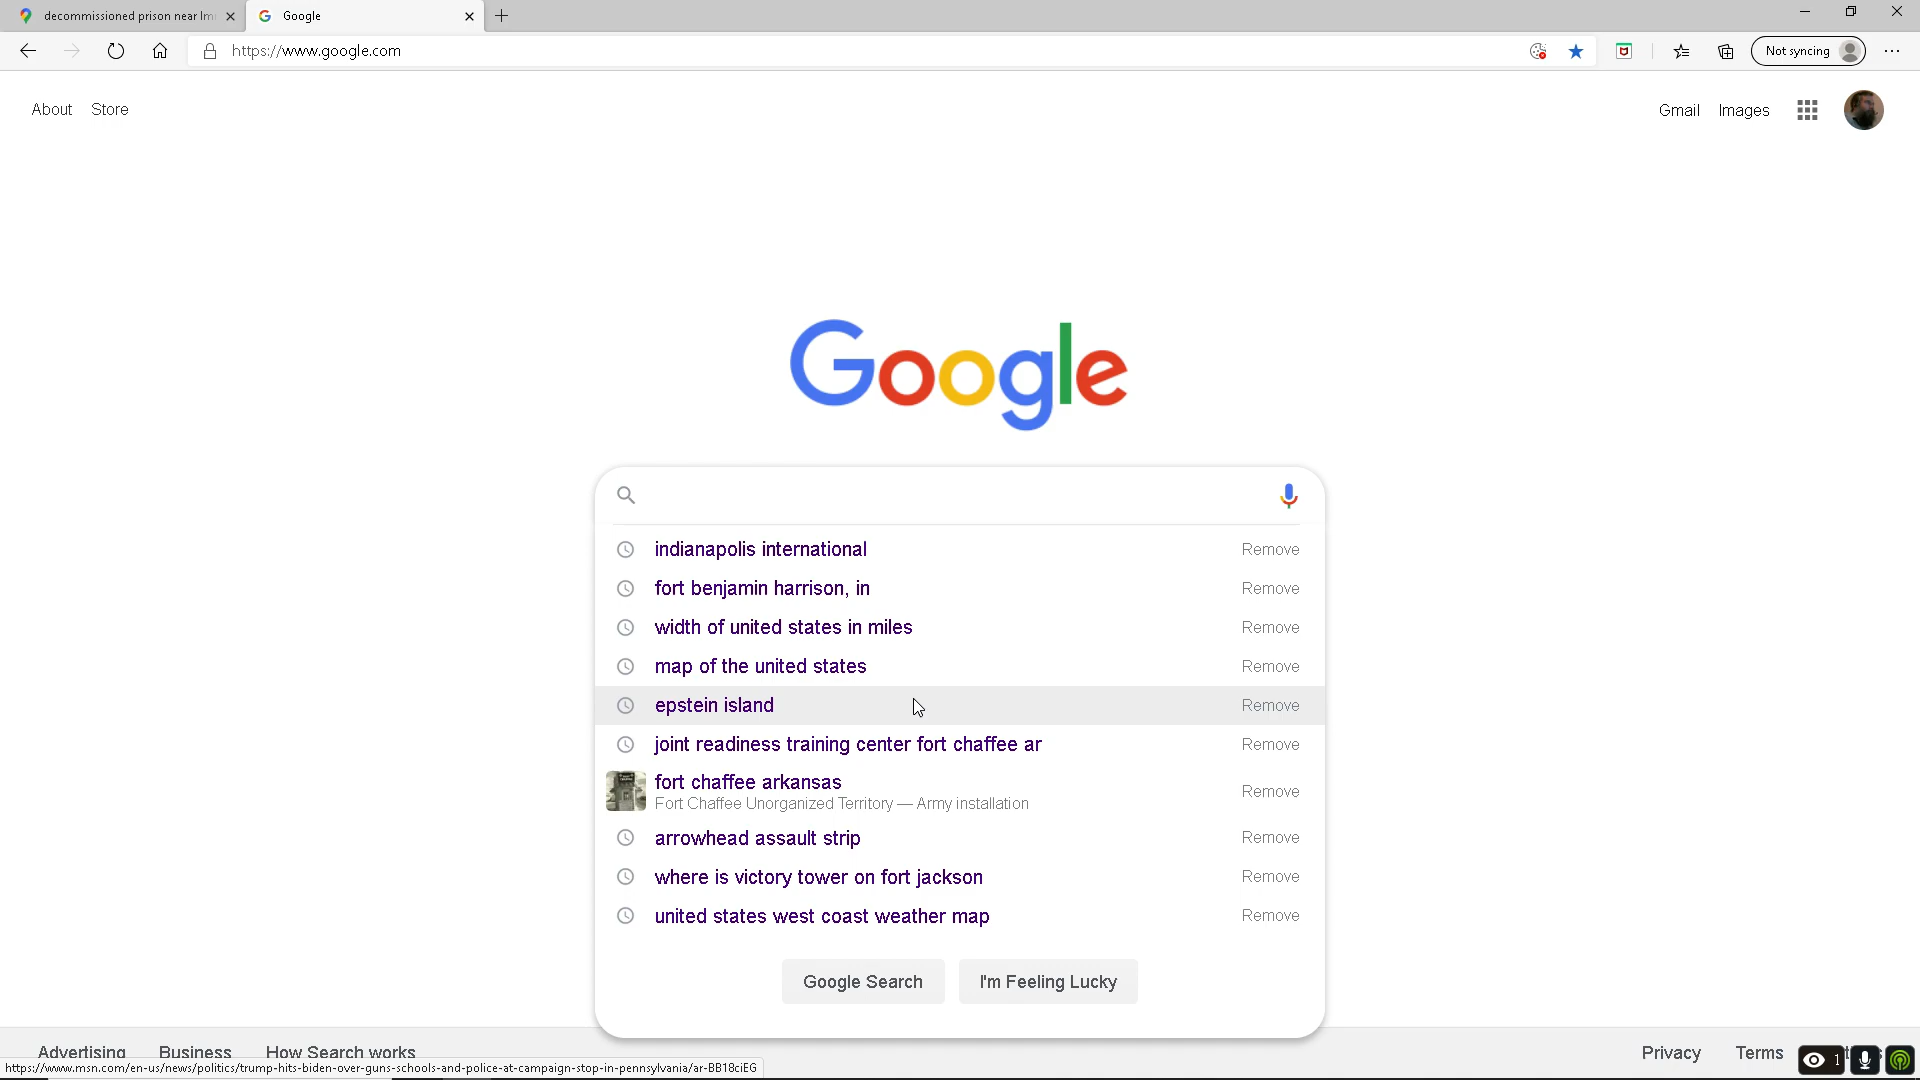 decommissioned prison near Im
Google
https://www.google.com
Not syncing
About Store
Gmail Images
Google
indianapolis international Remove
fort benjamin harrison, in Remove
width of united states in miles Remove
map of the united states Remove
epstein island Remove
joint readiness training center fort chaffee ar Remove
fort chaffee arkansas
Fort Chaffee Unorganized Territory — Army installation Remove
arrowhead assault strip Remove
where is victory tower on fort jackson Remove
united states west coast weather map Remove
Google Search I'm Feeling Lucky
Advertising Business How Search works
Privacy Terms
https://www.msn.com/en-us/news/politics/trump-hits-biden-over-guns-schools-and-police-at-campaign-stop-in-pennsylvania/ar-BB18ciEG
1